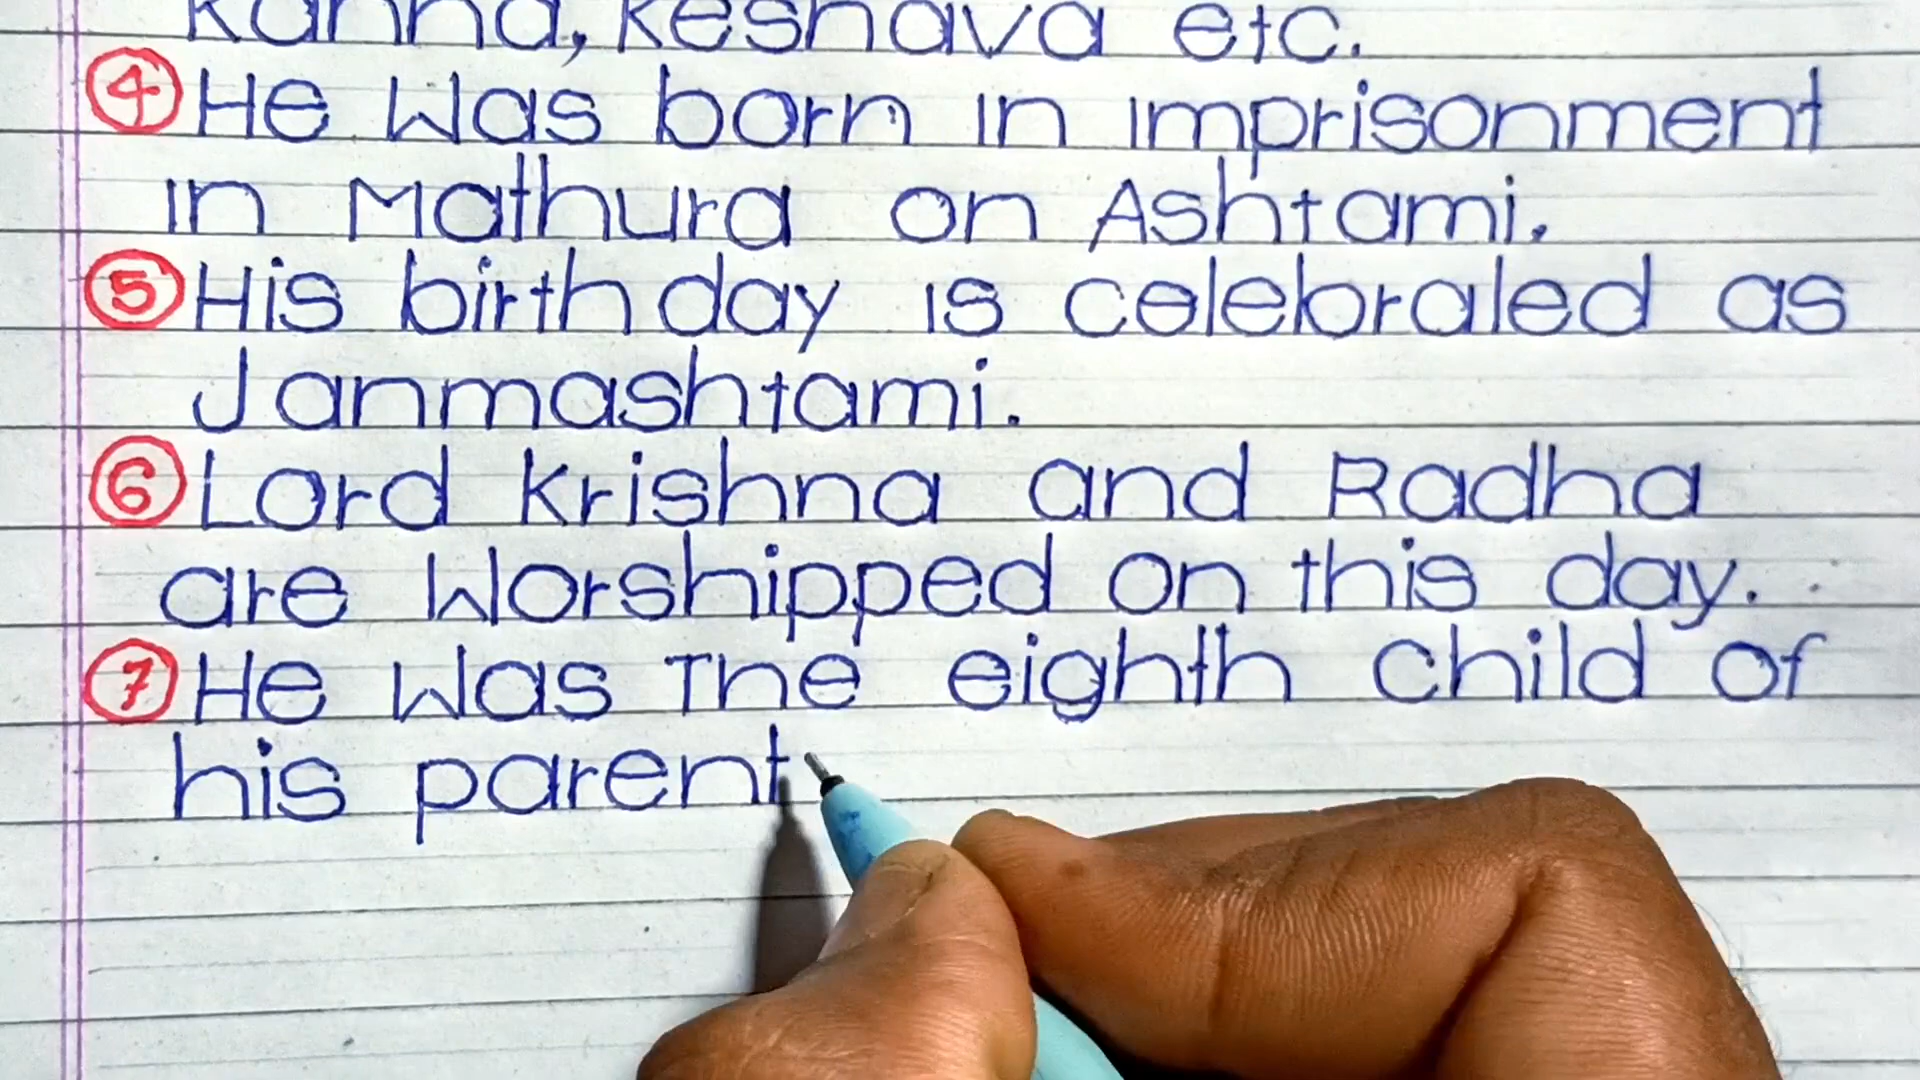 Kanha, Keshava etc.
④ He Was born in imprisonment
in Mathura on Ashtami.
⑤ His birthday is celebraled as
Janmashtami.
⑥ Lord Krishna and Radha
are Worshipped on this day.
⑦ He Was The eighth child of
his parent